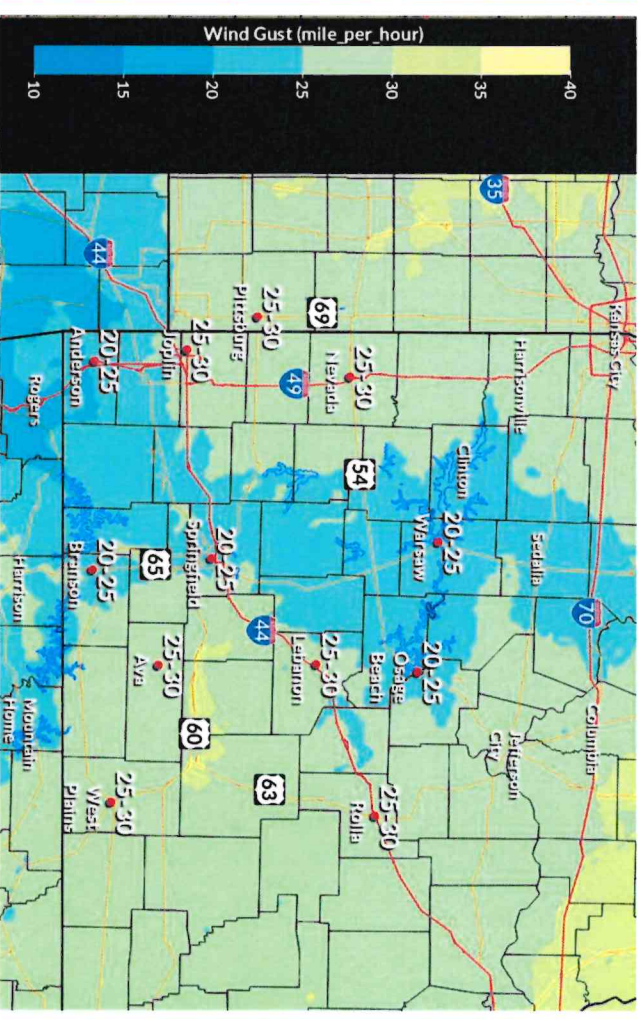 Wind Gust (mile_per_hour)
10 15 20 25 30 35 40
Kansas City
35
70
Columbia
Harrisonville
Sedalia
Jefferson
City
Clinton
20-25
Warsaw
20-25
Osage
Beach
25-30
Nevada
54
25-30
Rolla
69
49
25-30
Lebanon
63
25-30
Pittsburg
44
25-30
Joplin
20-25
Springfield
60
65
25-30
Ava
44
20-25
Anderson
20-25
Branson
25-30
West
Plains
Rogers
Harrison
Mountain
Home